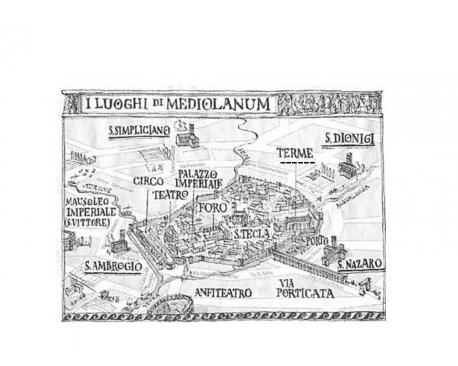 I LUOGHI DI MEDIOLANUM
S.SIMPLICIANO
S. DIONIGI
TERME
CIRCO
PALAZZO
IMPERIALE
TEATRO
MAUSOLEO
IMPERIALE
(S.VITTORE)
FORO
S.TECLA
PORTO
S. AMBROGIO
S. NAZARO
ANFITEATRO
VIA
PORTICATA